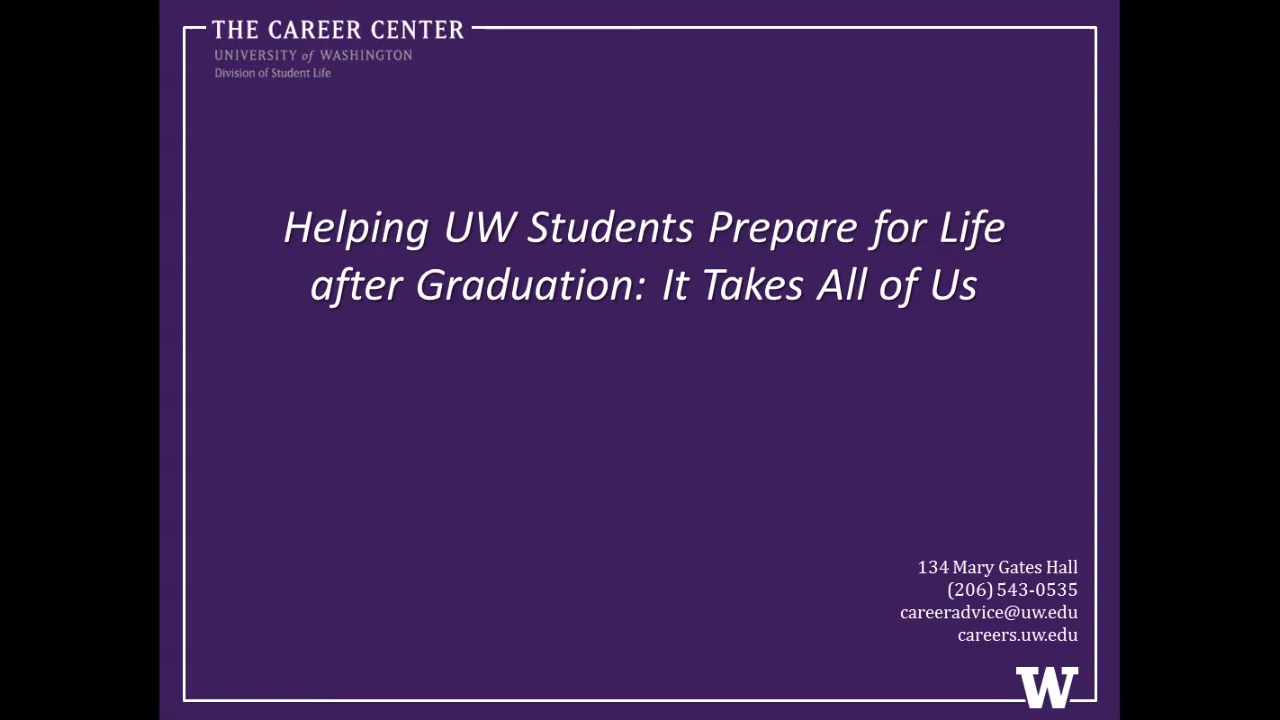 THE CAREER CENTER
UNIVERSITY of WASHINGTON
Division of Student Life
Helping UW Students Prepare for Life
after Graduation: It Takes All of Us
134 Mary Gates Hall
(206) 543-0535
careeradvice@uw.edu
careers.uw.edu
W